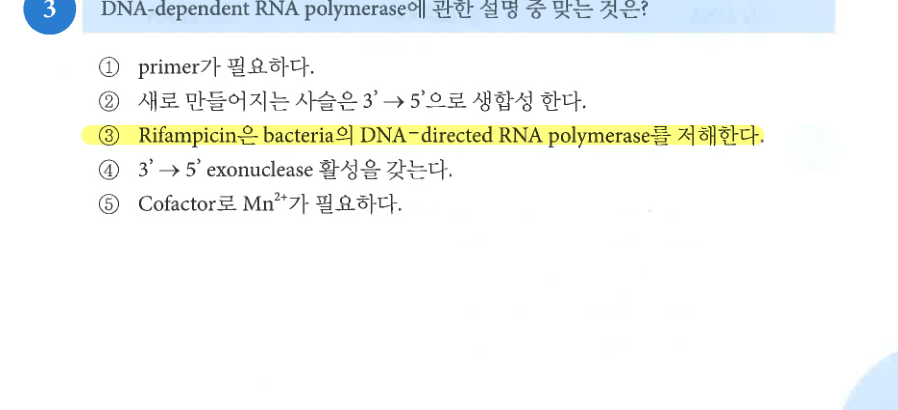 3 DNA-dependent RNA polymerase에 관한 설명 중 맞는 것은?
① primer가 필요하다.
② 새로 만들어지는 사슬은 3’→5’으로 생합성 한다.
③ Rifampicin은 bacteria의 DNA-directed RNA polymerase를 저해한다.
④ 3’→5’ exonuclease 활성을 갖는다.
⑤ Cofactor로 Mn²⁺가 필요하다.